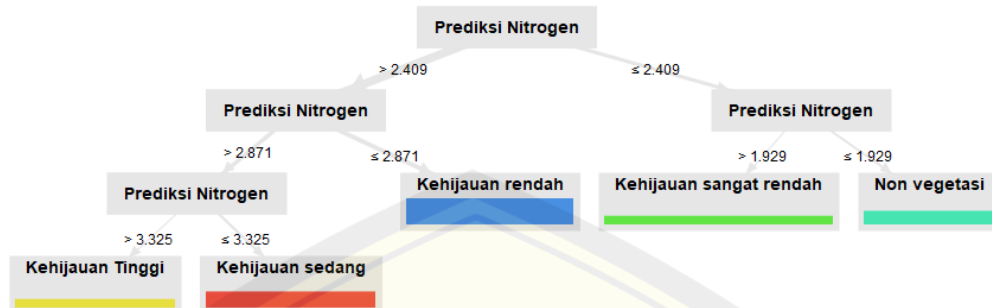 Prediksi Nitrogen
> 2.409
≤ 2.409
Prediksi Nitrogen
Prediksi Nitrogen
> 2.871
≤ 2.871
> 1.929
≤ 1.929
Prediksi Nitrogen
Kehijauan rendah
Kehijauan sangat rendah
Non vegetasi
> 3.325
≤ 3.325
Kehijauan Tinggi
Kehijauan sedang